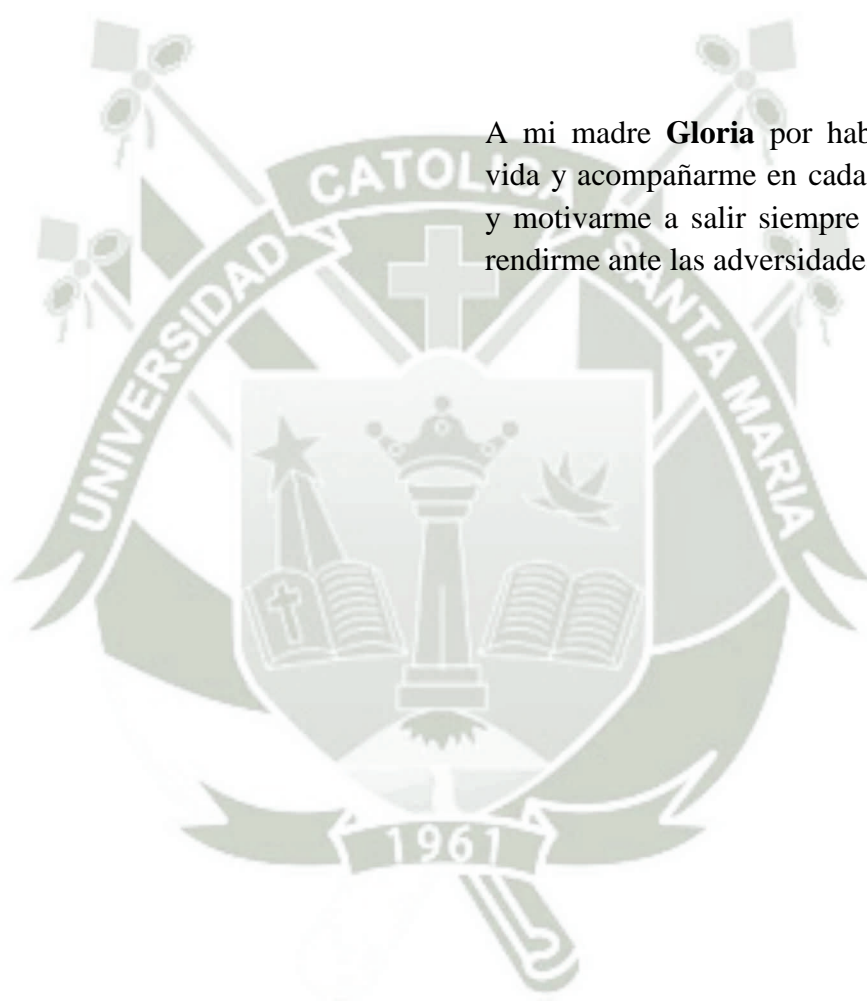 A mi madre Gloria por hab
vida y acompañarme en cada
y motivarme a salir siempre
rendirme ante las adversidade
UNIVERSIDAD CATOLICA SANTA MARIA
1961